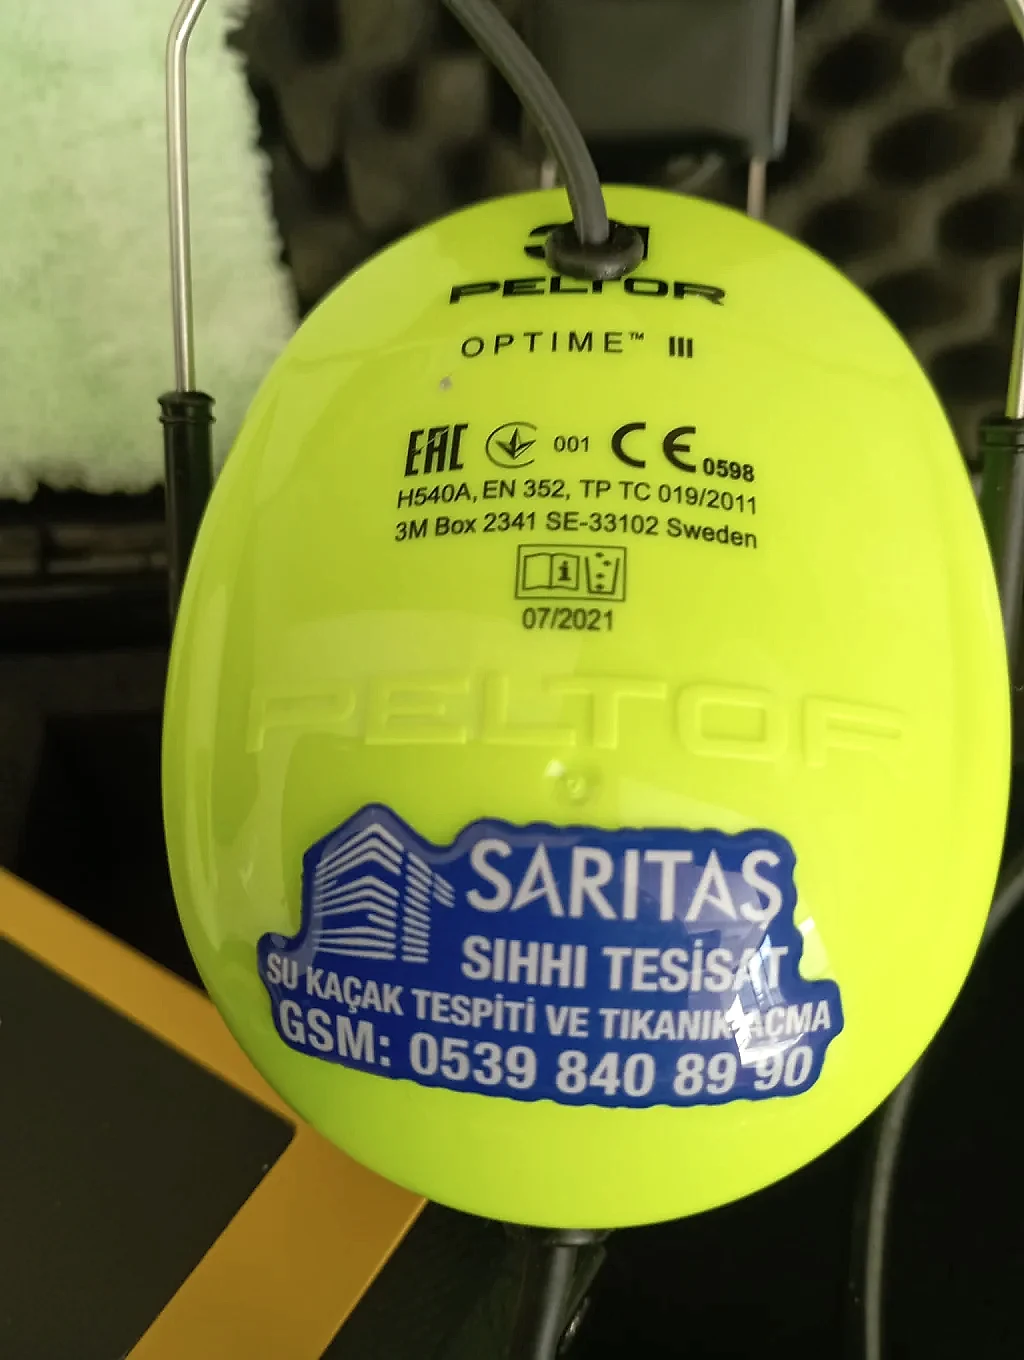 PELTOR
OPTIME™ III
EAC 001 CE 0598
H540A, EN 352, TP TC 019/2011
3M Box 2341 SE-33102 Sweden
i
07/2021
PELTOR
SARITAŞ
SIHHI TESİSAT
SU KAÇAK TESPİTİ VE TIKANIK AÇMA
GSM: 0539 840 89 90